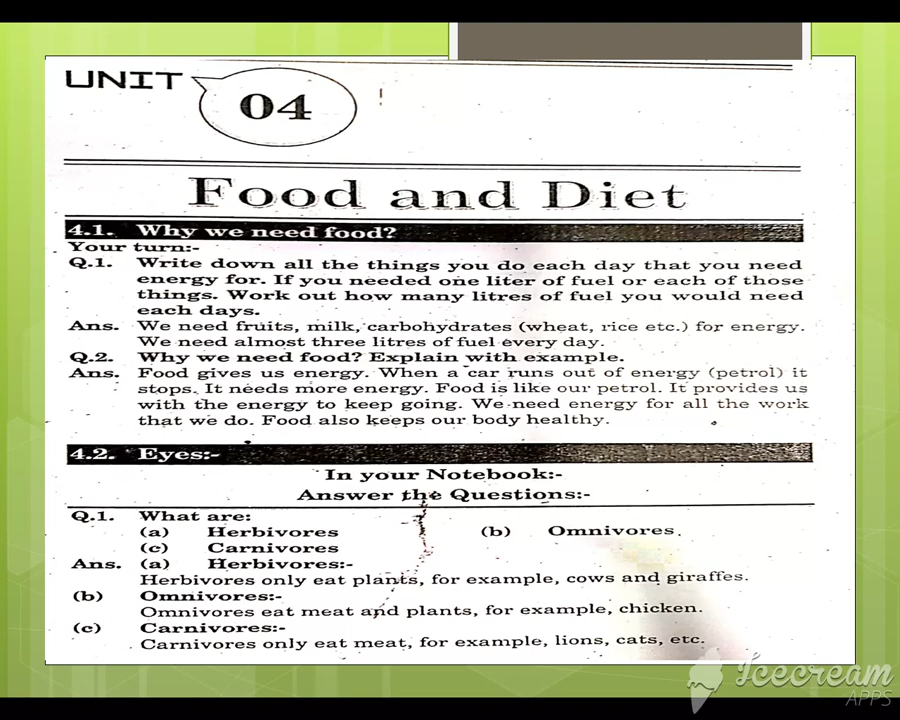 UNIT
04
Food and Diet
4.1. Why we need food?
Your turn:-
Q.1. Write down all the things you do each day that you need
energy for. If you needed one liter of fuel or each of those
things. Work out how many litres of fuel you would need
each days.
Ans. We need fruits, milk, carbohydrates (wheat, rice etc.) for energy.
We need almost three litres of fuel every day.
Q.2. Why we need food? Explain with example.
Ans. Food gives us energy. When a car runs out of energy (petrol) it
stops. It needs more energy. Food is like our petrol. It provides us
with the energy to keep going. We need energy for all the work
that we do. Food also keeps our body healthy.
4.2. Eyes:-
In your Notebook:-
Answer the Questions:-
Q.1. What are:
(a) Herbivores (b) Omnivores.
(c) Carnivores
Ans. (a) Herbivores:-
Herbivores only eat plants, for example, cows and giraffes.
(b) Omnivores:-
Omnivores eat meat and plants, for example, chicken.
(c) Carnivores:-
Carnivores only eat meat, for example, lions, cats, etc.
Icecream
APPS